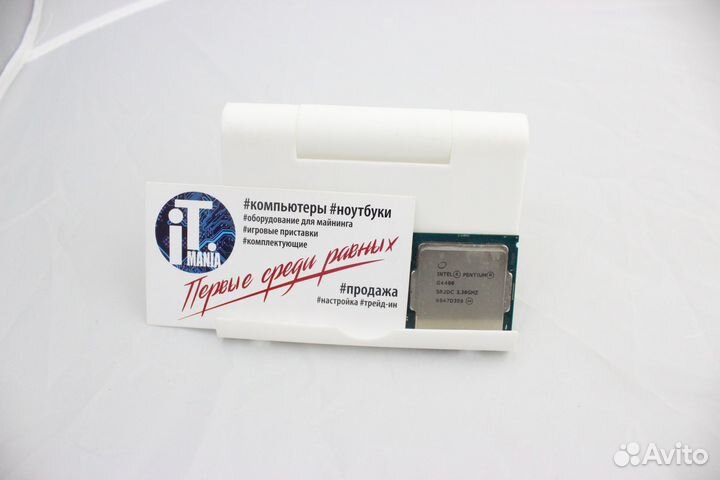 iT.
MANIA
#компьютеры #ноутбуки
#оборудование для майнинга
#игровые приставки
#комплектующие
Первые среди равных
#продажа
#настройка #трейд-ин
INTEL® PENTIUM®
G4400
SR2DC 3.30GHZ
Avito